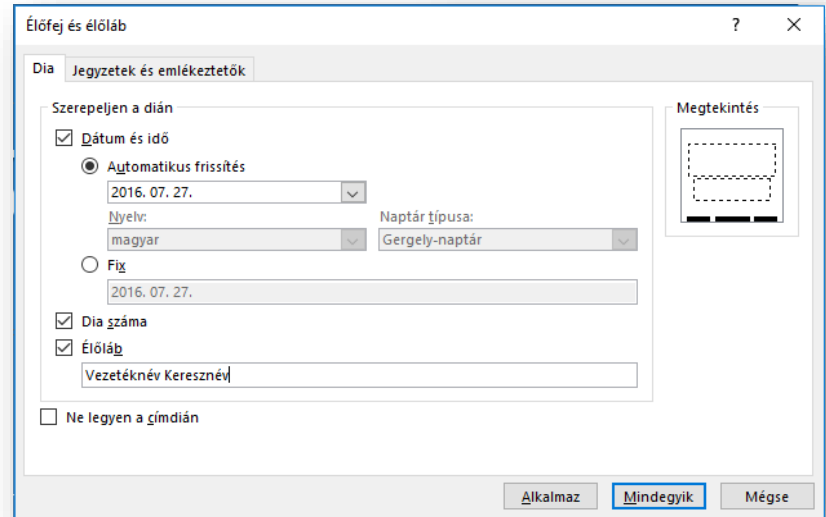 Élőfej és élőláb
?
Dia
Jegyzetek és emlékeztetők
Szerepeljen a dián
Dátum és idő
Automatikus frissítés
2016. 07. 27.
Nyelv: Naptár típusa:
magyar Gergely-naptár
Fix
2016. 07. 27.
Dia száma
Élőláb
Vezetéknév Keresznév
Ne legyen a címdián
Megtekintés
Alkalmaz Mindegyik Mégse